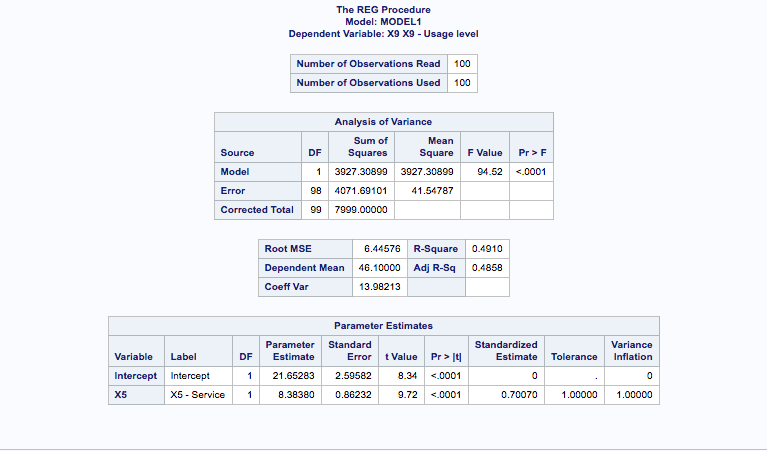 The REG Procedure
Model: MODEL1
Dependent Variable: X9 X9 - Usage level
Number of Observations Read 100
Number of Observations Used 100
Analysis of Variance
Source DF Sum of Squares Mean Square F Value Pr > F
Model 1 3927.30899 3927.30899 94.52 <.0001
Error 98 4071.69101 41.54787
Corrected Total 99 7999.00000
Root MSE 6.44576 R-Square 0.4910
Dependent Mean 46.10000 Adj R-Sq 0.4858
Coeff Var 13.98213
Parameter Estimates
Variable Label DF Parameter Estimate Standard Error t Value Pr > |t| Standardized Estimate Tolerance Variance Inflation
Intercept Intercept 1 21.65283 2.59582 8.34 <.0001 0 . 0
X5 X5 - Service 1 8.38380 0.86232 9.72 <.0001 0.70070 1.00000 1.00000